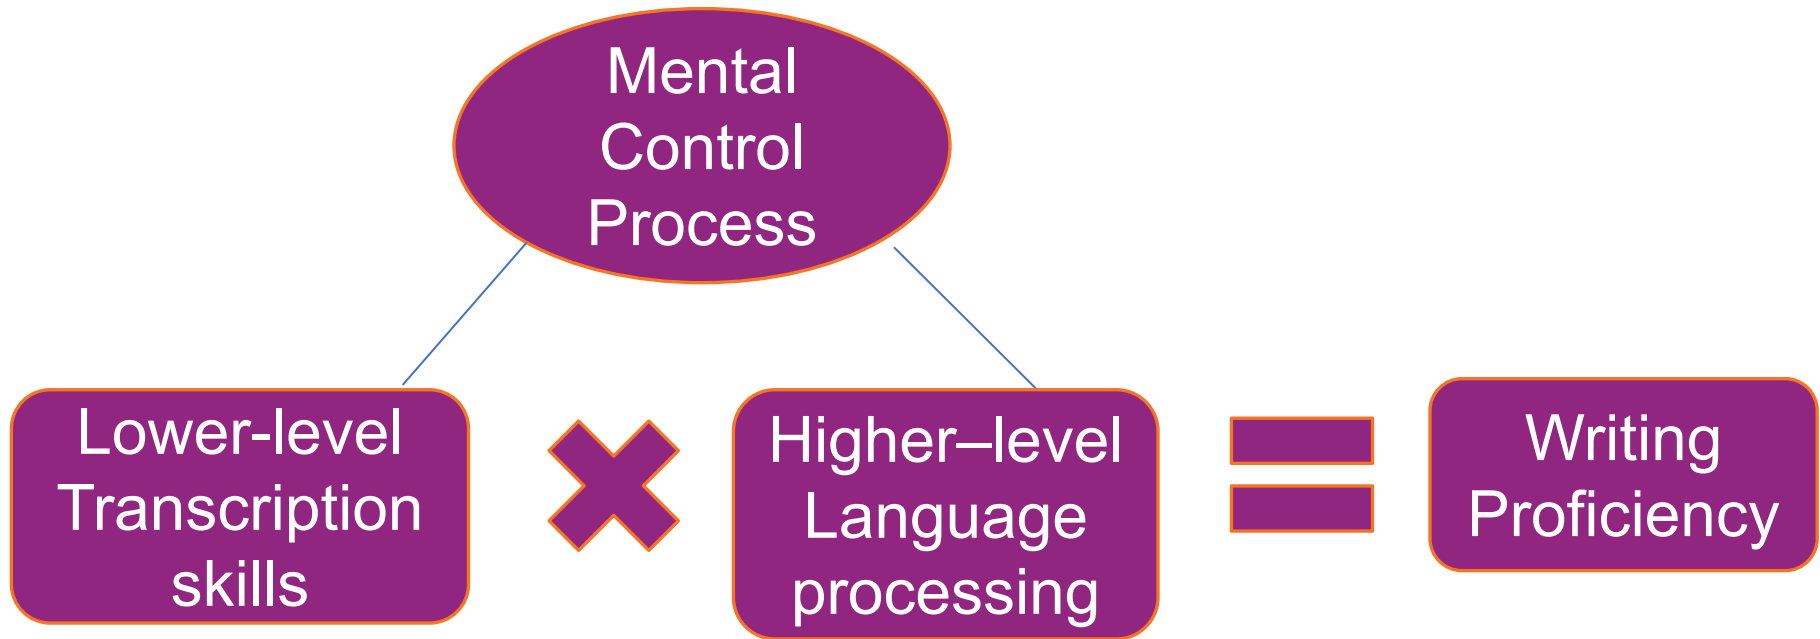 Mental
Control
Process
Lower-level
Transcription
skills
Higher–level
Language
processing
Writing
Proficiency